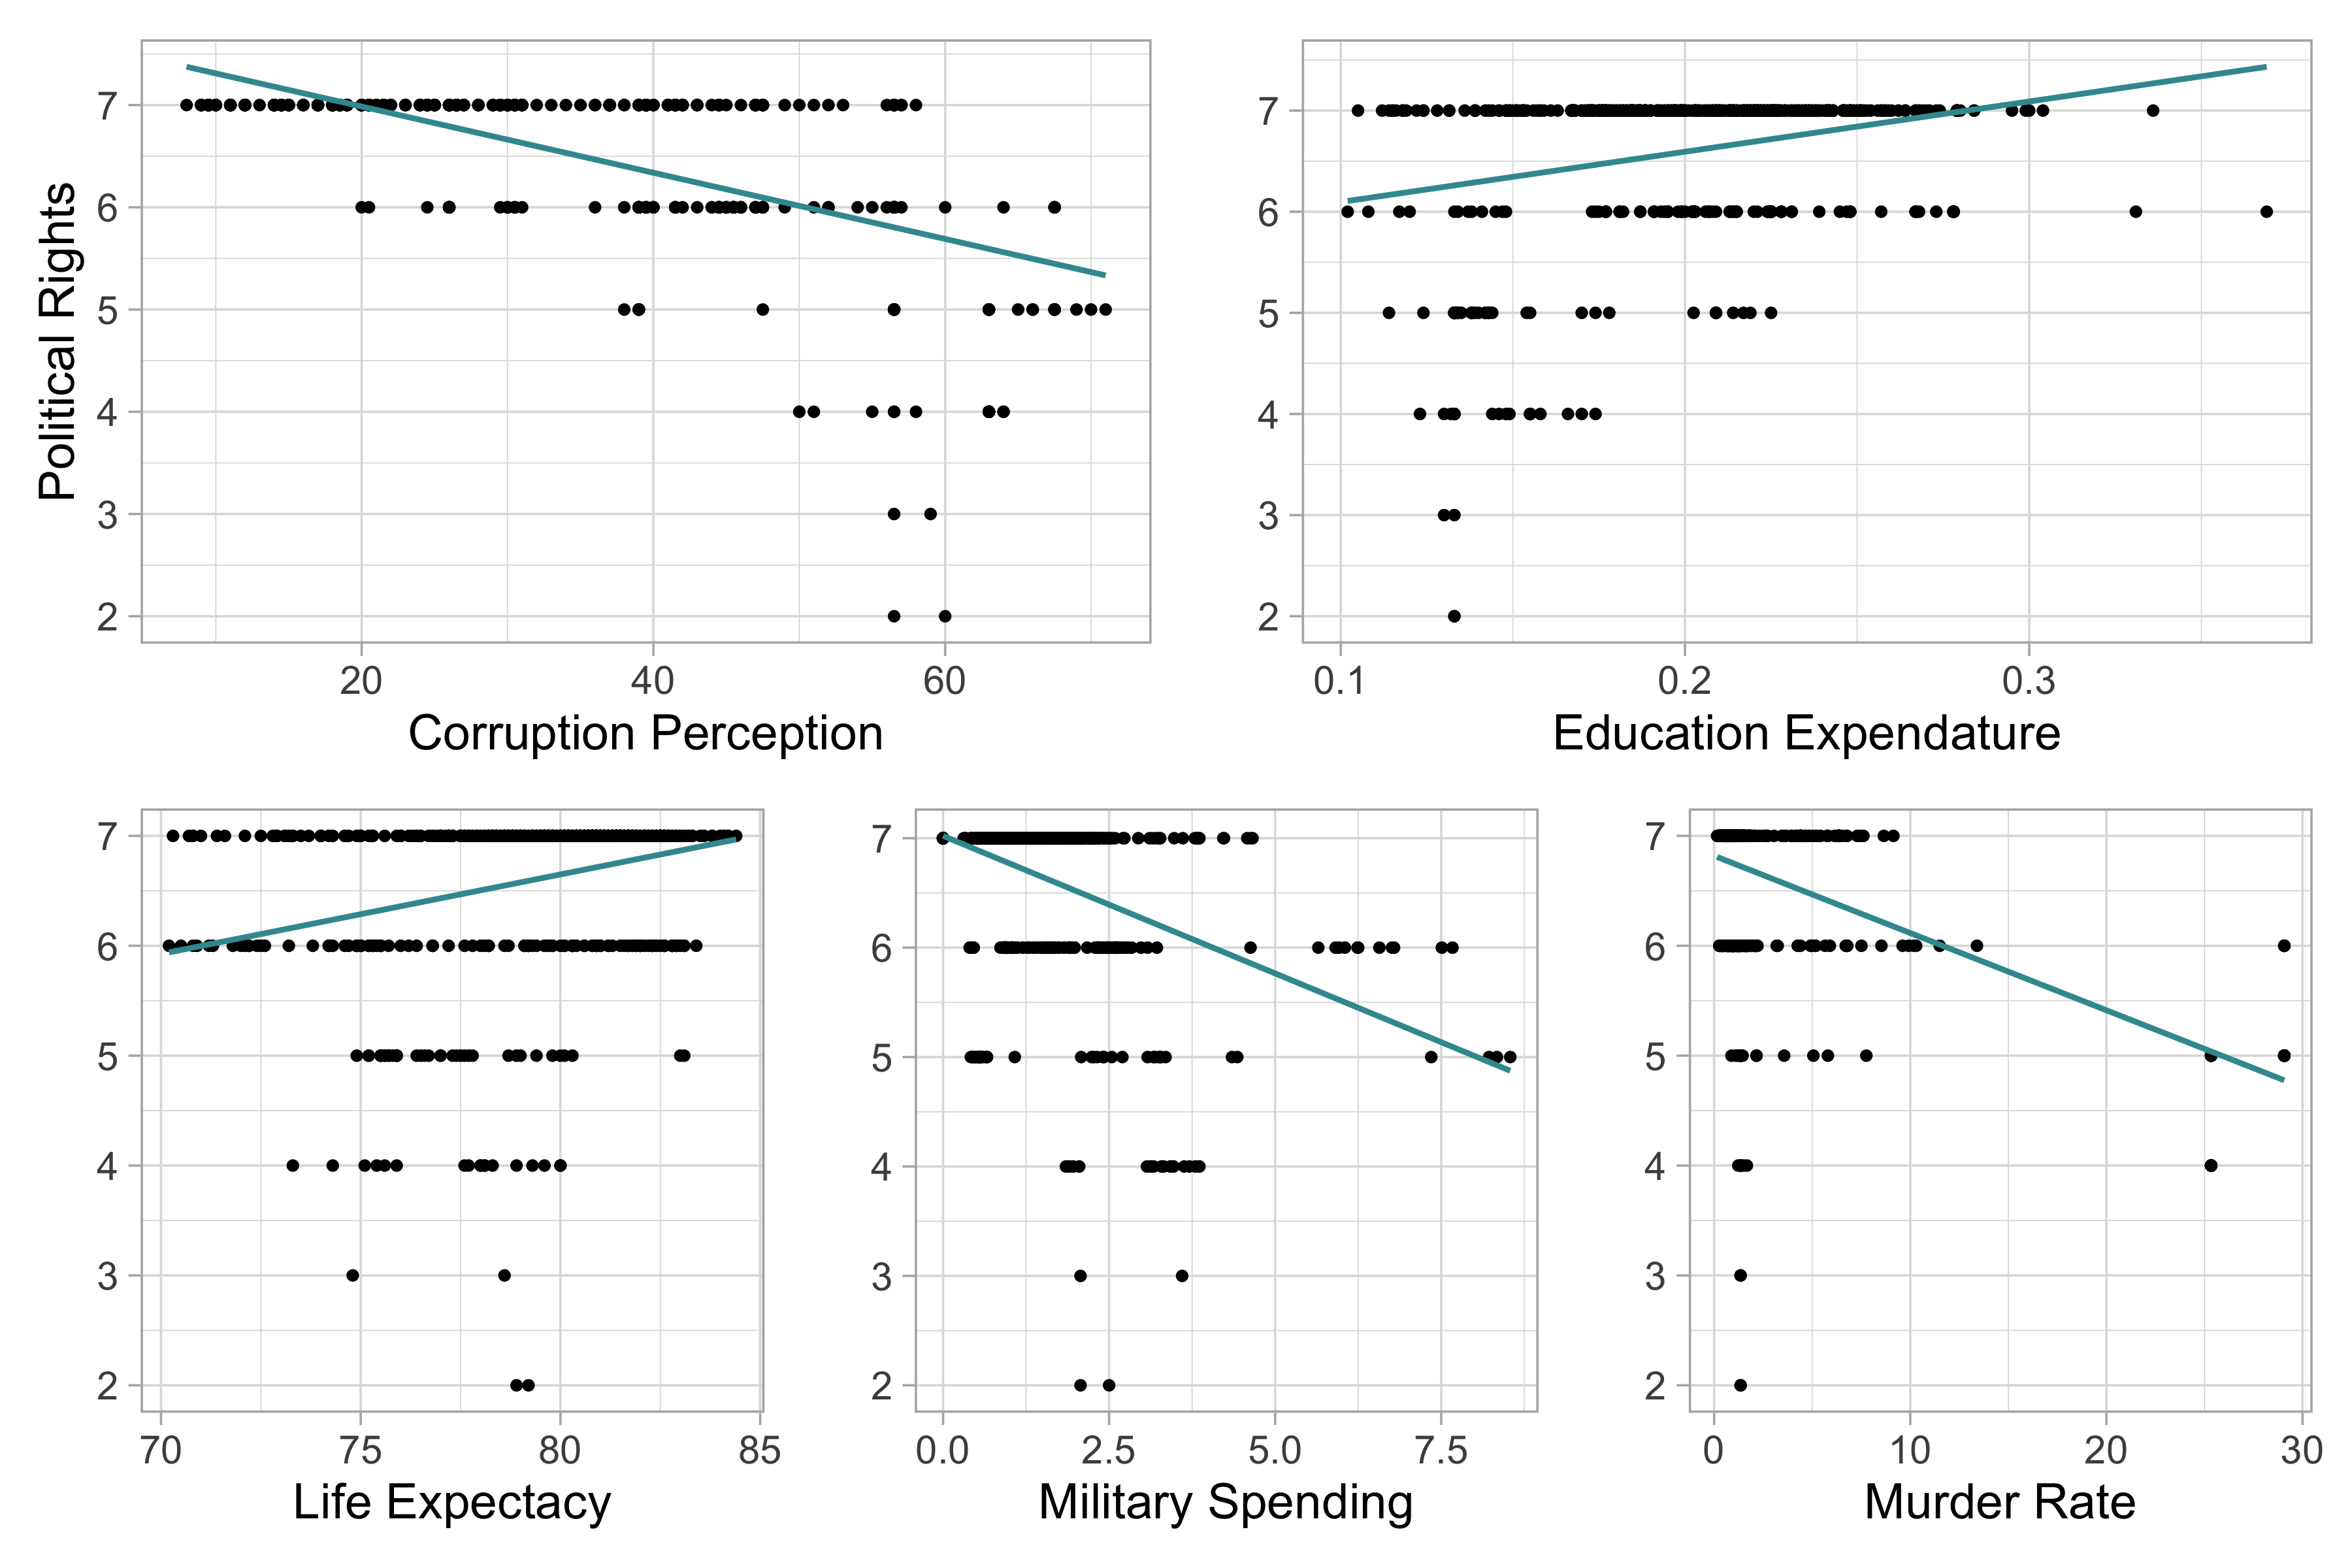 Political Rights
7
6
5
4
3
2
20 40 60
Corruption Perception
7
6
5
4
3
2
0.1 0.2 0.3
Education Expendature
7
6
5
4
3
2
70 75 80 85
Life Expectacy
7
6
5
4
3
2
0.0 2.5 5.0 7.5
Military Spending
7
6
5
4
3
2
0 10 20 30
Murder Rate